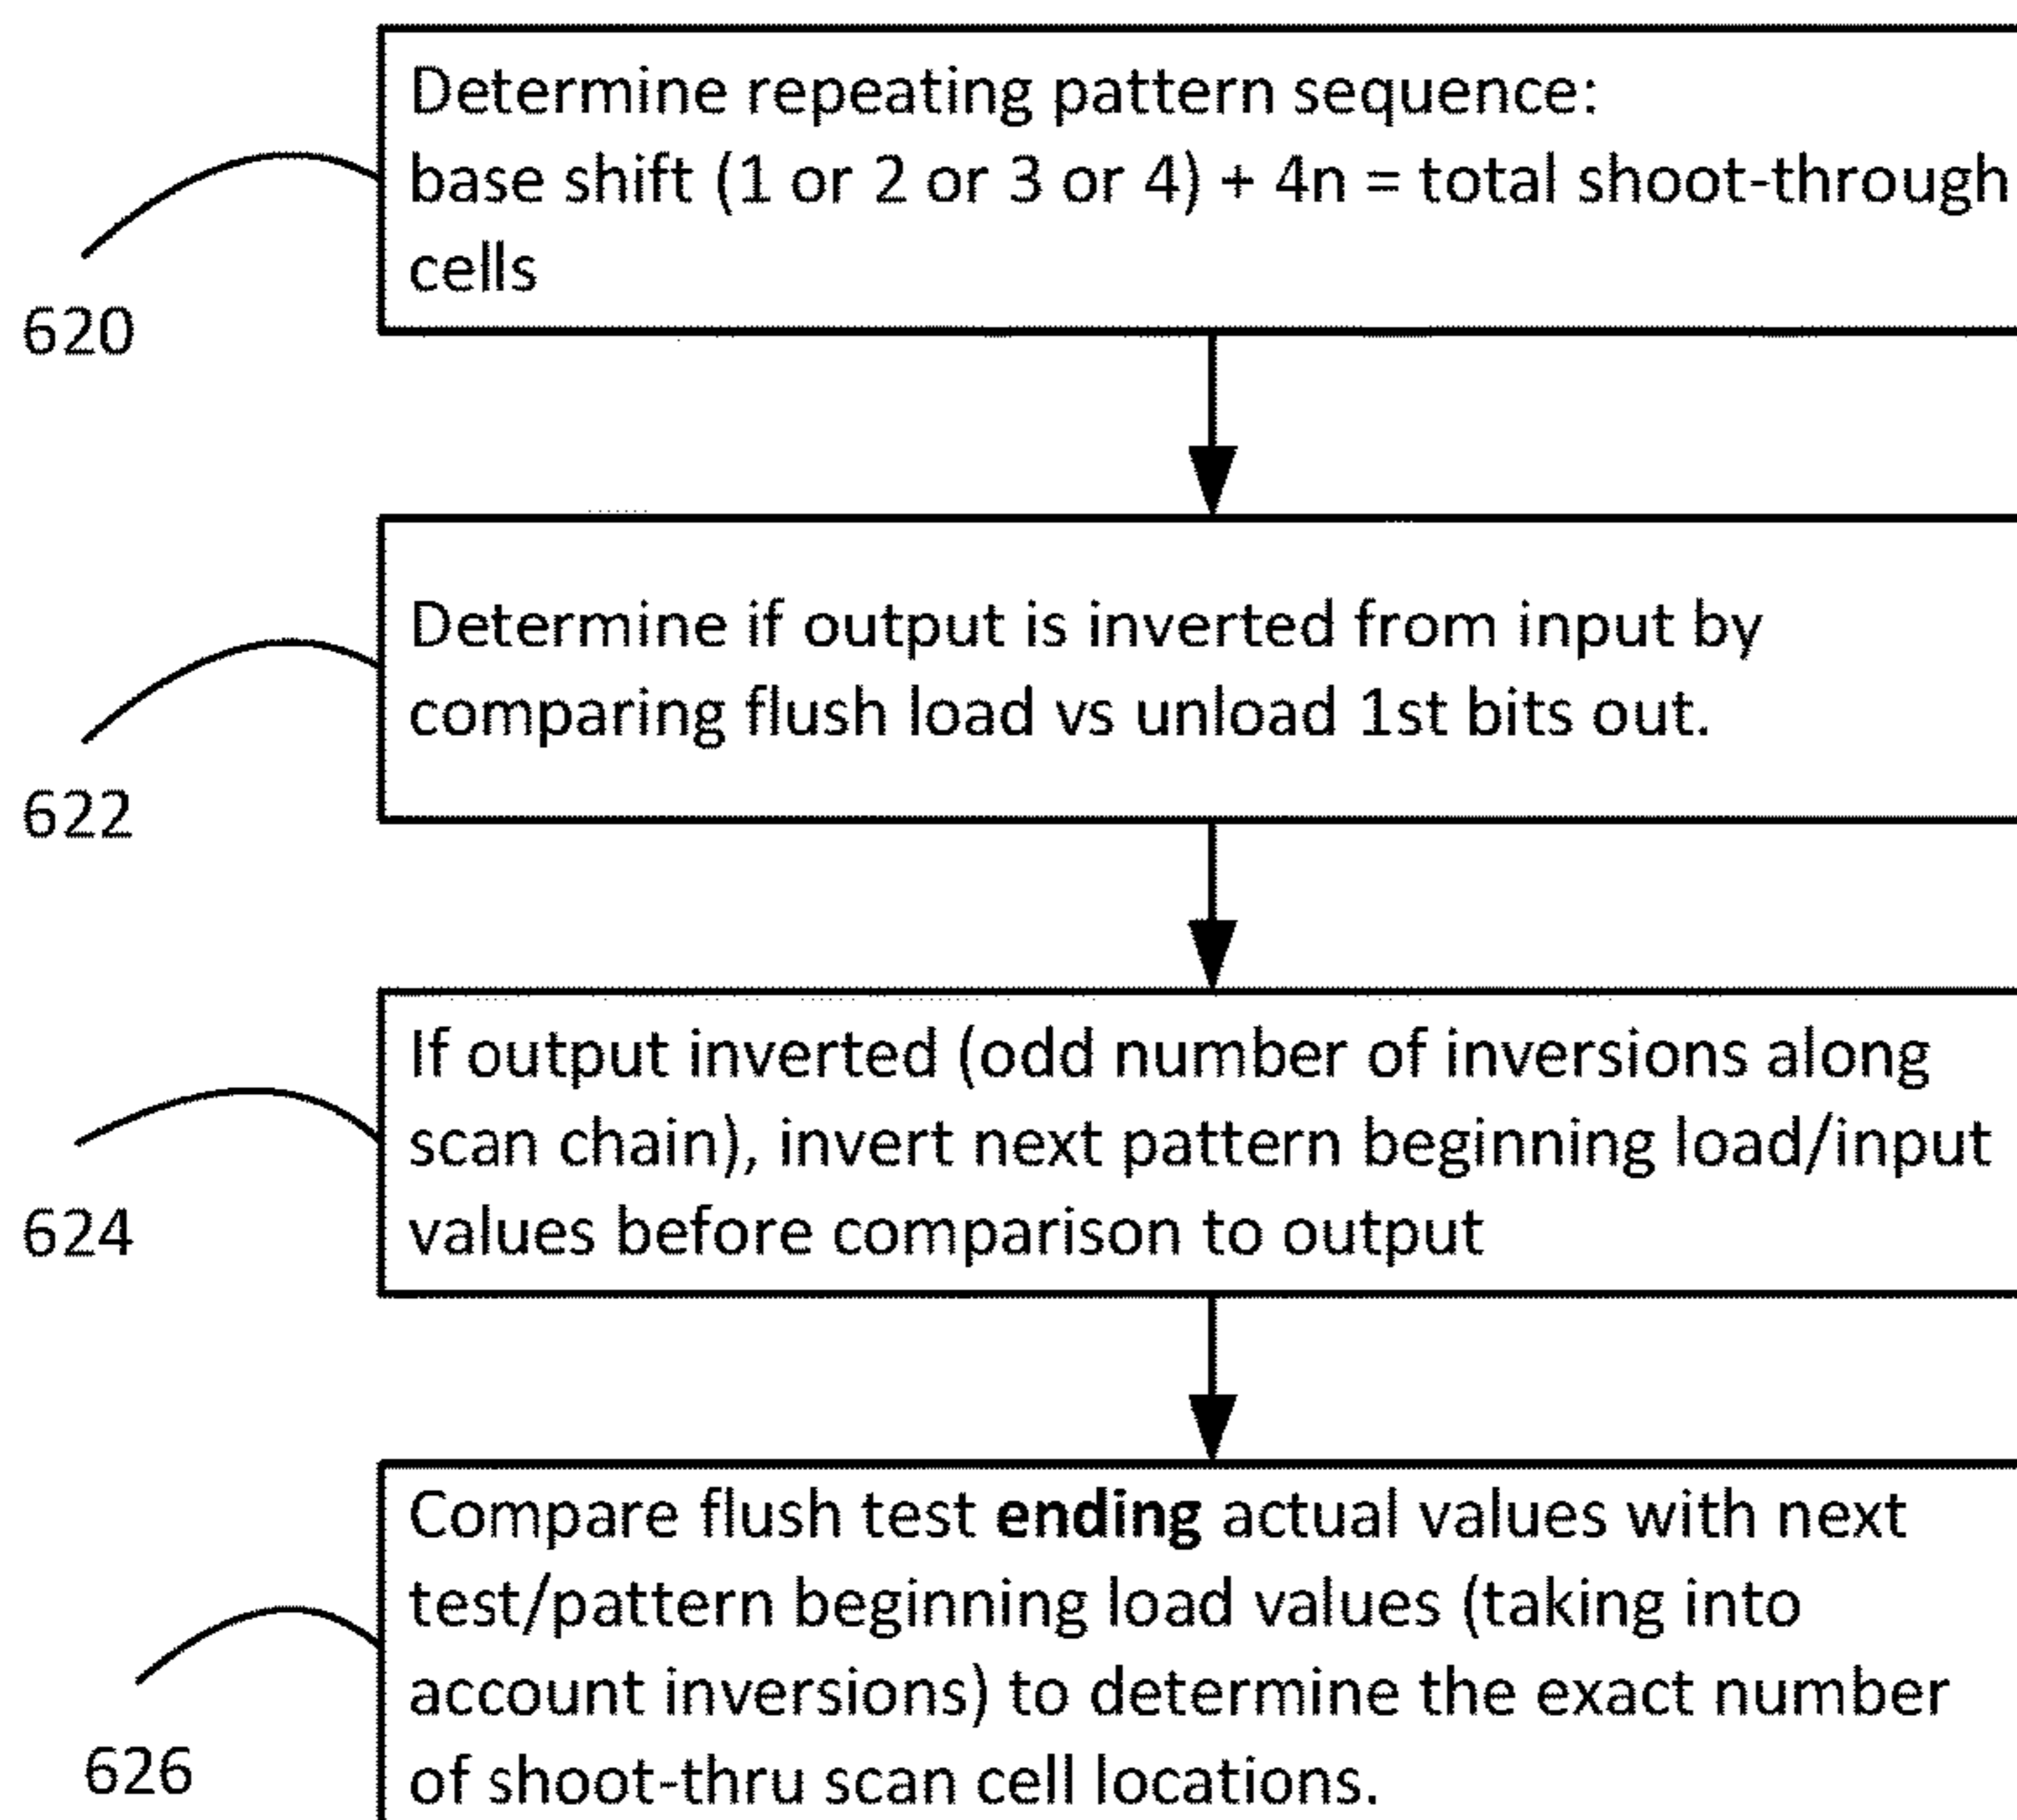 Determine repeating pattern sequence:
base shift (1 or 2 or 3 or 4) + 4n = total shoot-through
cells
620
Determine if output is inverted from input by
comparing flush load vs unload 1st bits out.
622
If output inverted (odd number of inversions along
scan chain), invert next pattern beginning load/input
values before comparison to output
624
Compare flush test ending actual values with next
test/pattern beginning load values (taking into
account inversions) to determine the exact number
of shoot-thru scan cell locations.
626